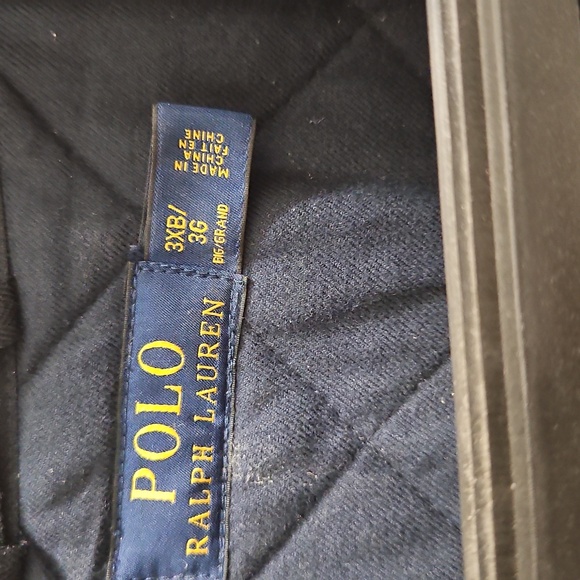 POLO
RALPH LAUREN
3XB/
3G
BIG/GRAND
MADE IN
CHINA
FAIT EN
CHINE